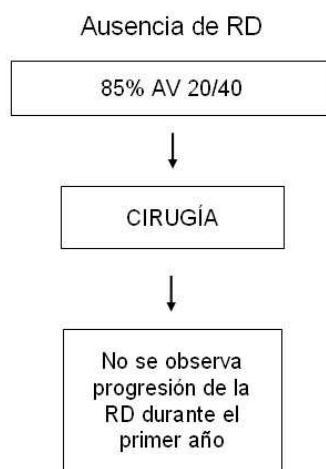 Ausencia de RD
85% AV 20/40
CIRUGÍA
No se observa
progresión de la
RD durante el
primer año